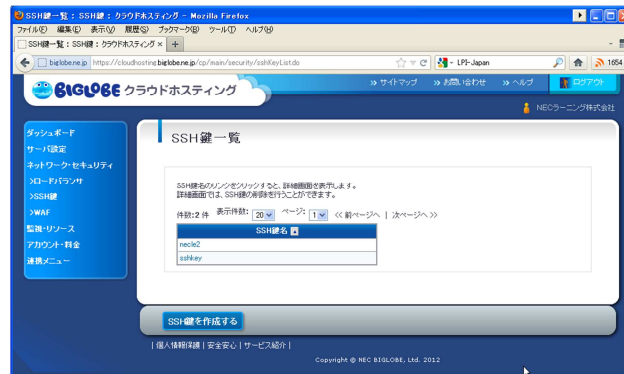 SSH鍵一覧 : SSH鍵 : クラウドホスティング - Mozilla Firefox
ファイル(F) 編集(E) 表示(V) 履歴(S) ブックマーク(B) ツール(T) ヘルプ(H)
SSH鍵一覧 : SSH鍵 : クラウドホスティング × +
biglobe.ne.jp https://cloudhosting.biglobe.ne.jp/cp/main/security/sshKeyList.do
- LPI-Japan
1654
BIGLOBE クラウドホスティング
>> サイトマップ >> お問い合わせ >> ヘルプ ログアウト
NECラーニング株式会社
ダッシュボード
サーバ設定
ネットワーク・セキュリティ
>ロードバランサ
>SSH鍵
>WAF
監視・リソース
アカウント・料金
連携メニュー
SSH鍵一覧
SSH鍵名のリンクをクリックすると、詳細画面を表示します。
詳細画面では、SSH鍵の削除を行うことができます。
件数:2 件 表示件数: 20 ページ: 1 << 前ページへ | 次ページへ >>
SSH鍵名
necle2
sshkey
SSH鍵を作成する
| 個人情報保護 | 安全安心 | サービス紹介 |
Copyright © NEC BIGLOBE, Ltd. 2012